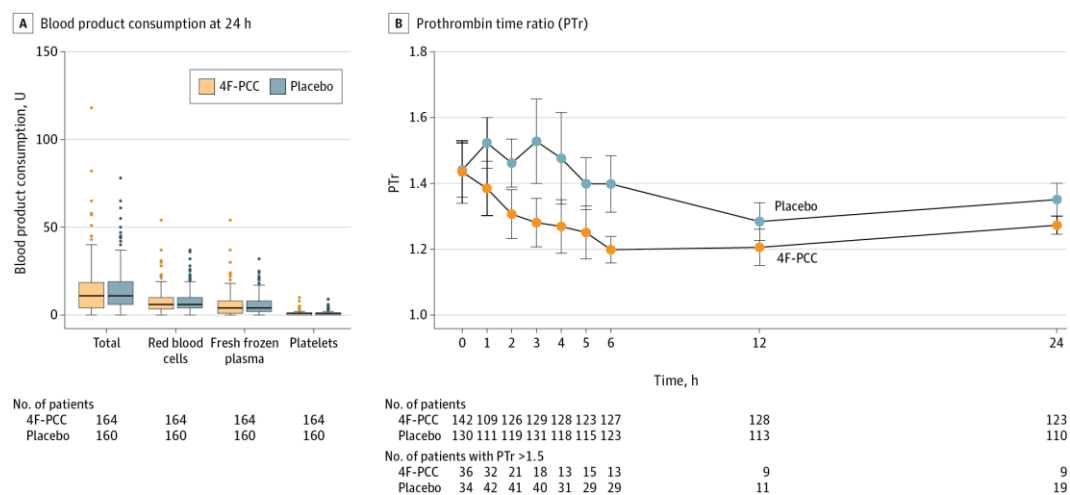 A Blood product consumption at 24 h
150
100
50
0
Blood product consumption, U
4F-PCC Placebo
Total Red blood cells Fresh frozen plasma Platelets
No. of patients
4F-PCC 164 164 164 164
Placebo 160 160 160 160
B Prothrombin time ratio (PTr)
1.8
1.6
1.4
1.2
1.0
PTr
Placebo
4F-PCC
0 1 2 3 4 5 6 12 24
Time, h
No. of patients
4F-PCC 142 109 126 129 128 123 127 128 123
Placebo 130 111 119 131 118 115 123 113 110
No. of patients with PTr >1.5
4F-PCC 36 32 21 18 13 15 13 9 9
Placebo 34 42 41 40 31 29 29 11 19